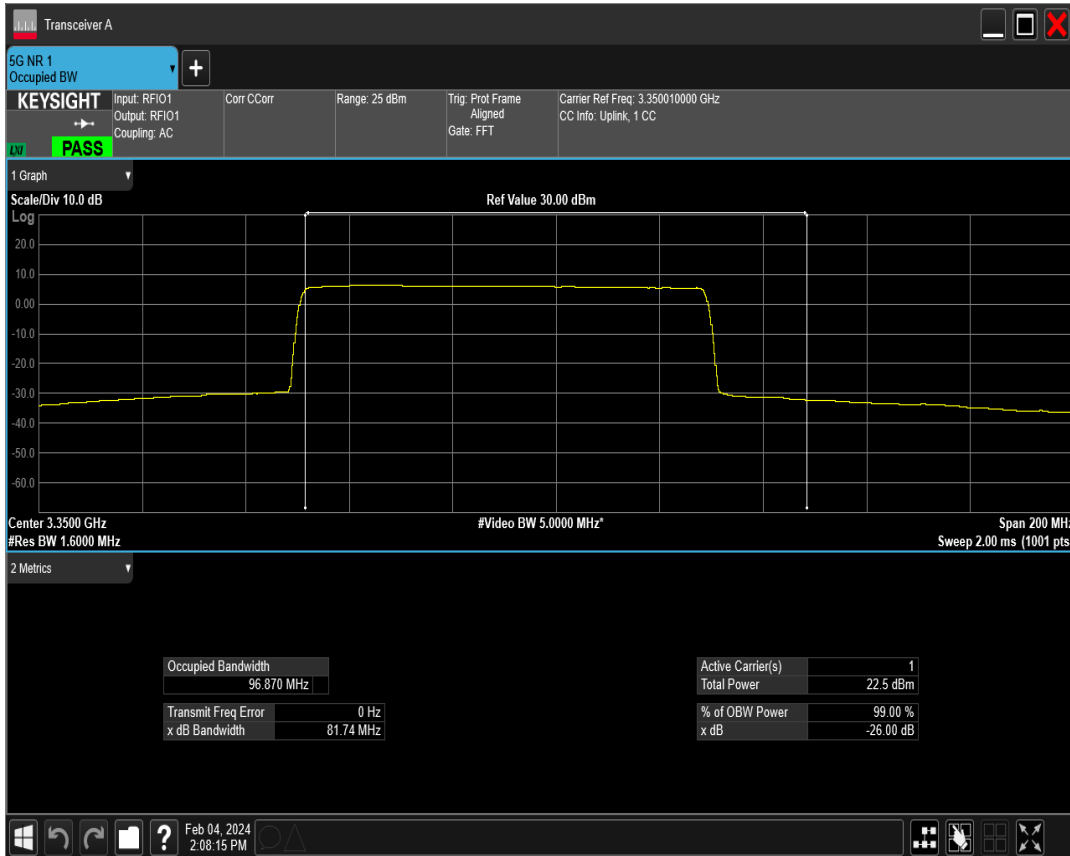 Transceiver A
5G NR 1
Occupied BW
KEYSIGHT
LXI
PASS
Input: RFIO1
Output: RFIO1
Coupling: AC
Corr CCorr
Range: 25 dBm
Trig: Prot Frame
Aligned
Gate: FFT
Carrier Ref Freq: 3.350010000 GHz
CC Info: Uplink, 1 CC
1 Graph
Scale/Div 10.0 dB
Ref Value 30.00 dBm
Log
20.0
10.0
0.00
-10.0
-20.0
-30.0
-40.0
-50.0
-60.0
Center 3.3500 GHz
#Video BW 5.0000 MHz*
Span 200 MHz
#Res BW 1.6000 MHz
Sweep 2.00 ms (1001 pts
2 Metrics
Occupied Bandwidth
96.870 MHz
Transmit Freq Error 0 Hz
x dB Bandwidth 81.74 MHz
Active Carrier(s) 1
Total Power 22.5 dBm
% of OBW Power 99.00 %
x dB -26.00 dB
?
Feb 04, 2024
2:08:15 PM